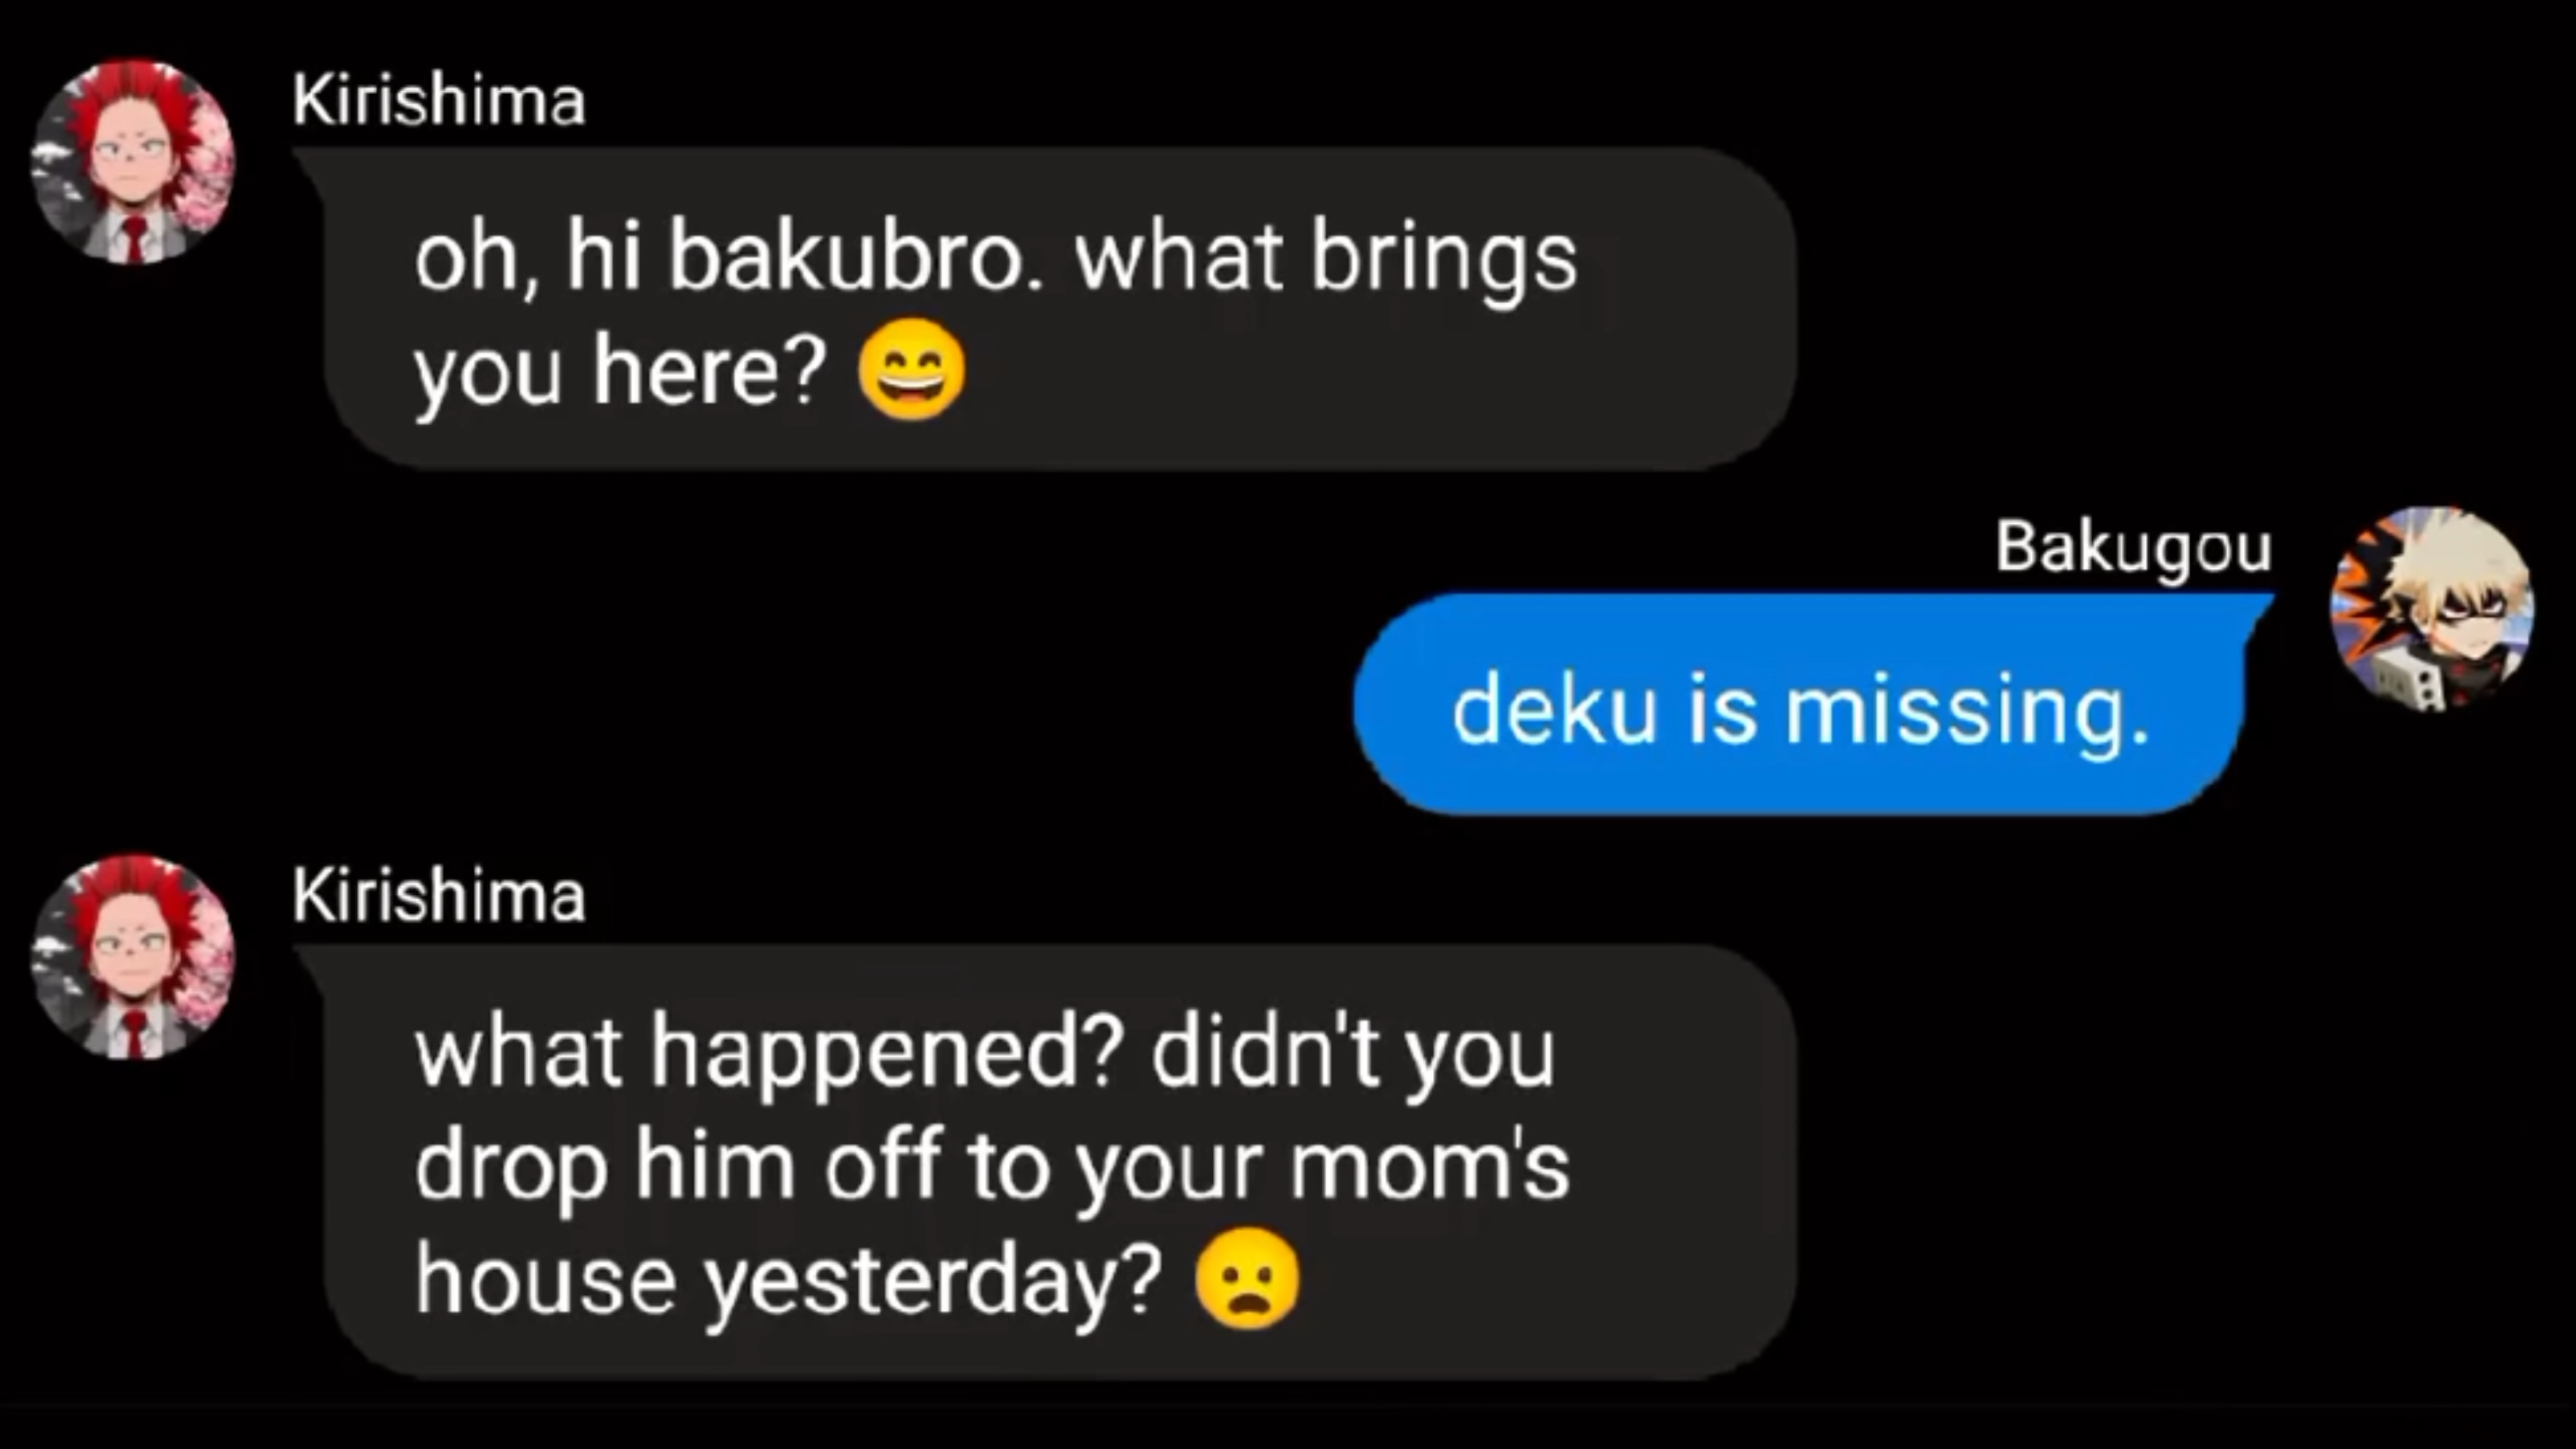 Kirishima
oh, hi bakubro. what brings
you here? 😄
Bakugou
deku is missing.
Kirishima
what happened? didn't you
drop him off to your mom's
house yesterday? 😦